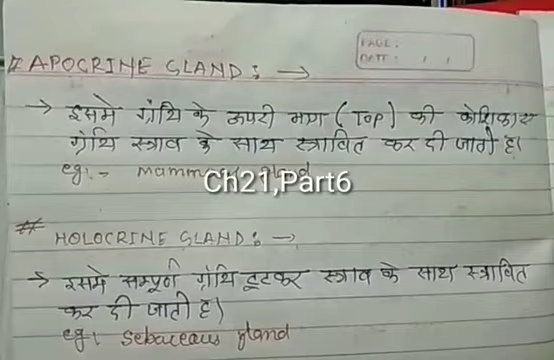 PAGE:
DATE:
# APOCRINE GLAND: →
→ इसमे ग्रंथि के ऊपरी भाग (TOP) की कोशिकाए
ग्रंथि स्त्राव के साथ स्त्रावित कर दी जाती है।
eg:- mammary gland
Ch21,Part6
# HOLOCRINE GLAND: →
→ इसमे सम्पूर्ण ग्रंथि टूटकर स्त्राव के साथ स्त्रावित
कर दी जाती है)
eg: Sebaceaus gland